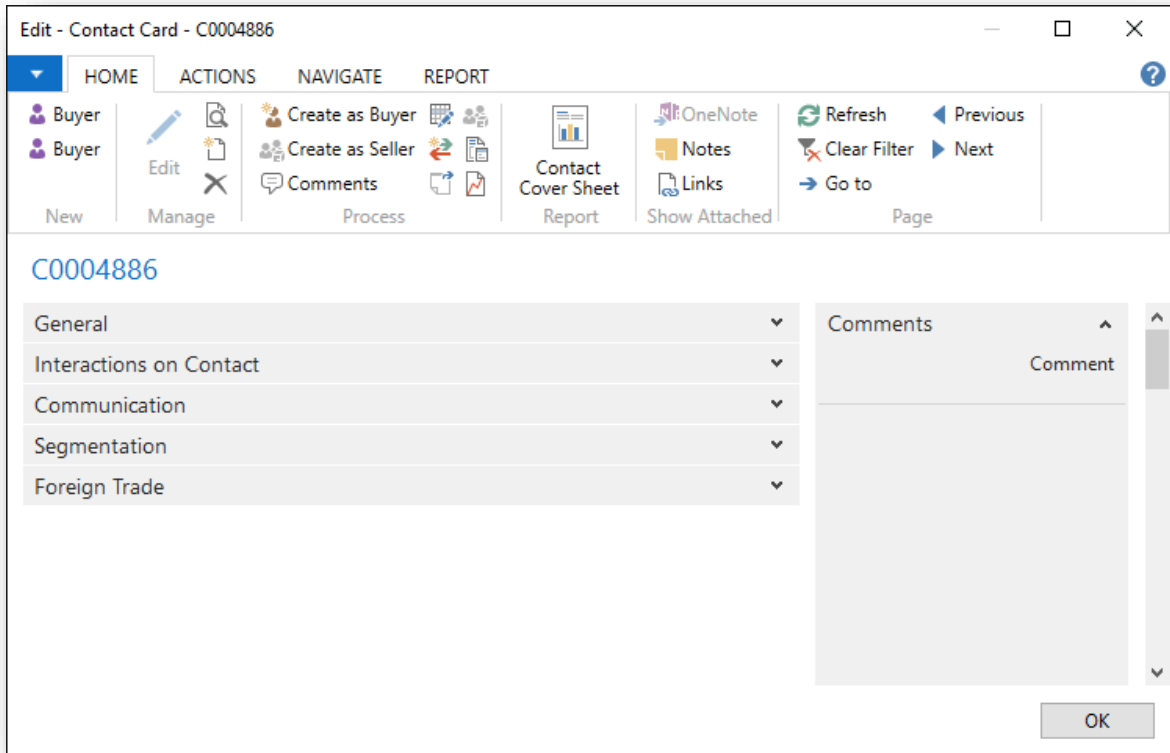 Edit - Contact Card - C0004886
HOME ACTIONS NAVIGATE REPORT
Buyer
Buyer
New
Edit
Manage
Create as Buyer
Create as Seller
Comments
Process
Contact
Cover Sheet
Report
OneNote
Notes
Links
Show Attached
Refresh
Clear Filter
Go to
Previous
Next
Page
C0004886
General
Interactions on Contact
Communication
Segmentation
Foreign Trade
Comments
Comment
OK